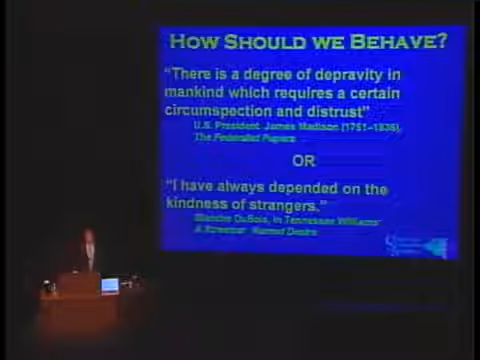 HOW SHOULD WE BEHAVE?
“There is a degree of depravity in
mankind which requires a certain
circumspection and distrust”
U.S. President James Madison (1751–1836),
The Federalist Papers
OR
“I have always depended on the
kindness of strangers.”
Blanche DuBois, in Tennessee Williams'
A Streetcar Named Desire